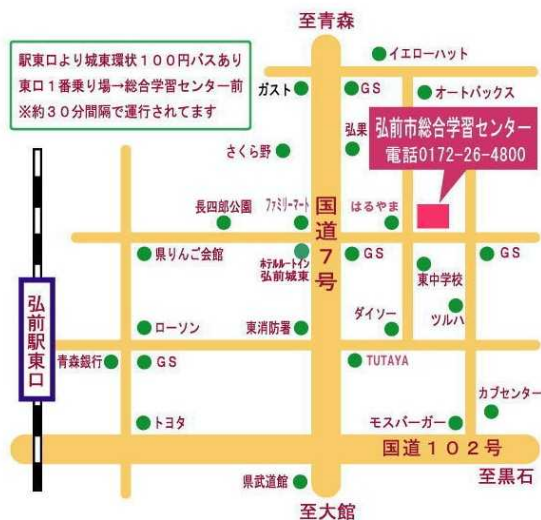 至青森
駅東口より城東環状１００円バスあり
東口１番乗り場→総合学習センター前
※約３０分間隔で運行されてます
イエローハット
ガスト
GS
オートバックス
弘果
弘前市総合学習センター
電話0172-26-4800
さくら野
長四郎公園
ファミリーマート
国道７号
はるやま
県りんご会館
ホテルルートイン
弘前城東
GS
東中学校
GS
弘前駅東口
ローソン
東消防署
ダイソー
ツルハ
青森銀行
GS
TUTAYA
カブセンター
トヨタ
モスバーガー
国道１０２号
県武道館
至黒石
至大館